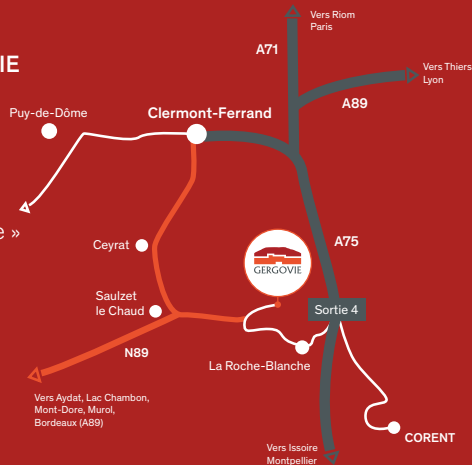 Vers Riom
Paris
A71
IE
Vers Thiers
Lyon
A89
Puy-de-Dôme
Clermont-Ferrand
e »
A75
Ceyrat
GERGOVIE
Saulzet
le Chaud
Sortie 4
N89
La Roche-Blanche
Vers Aydat, Lac Chambon,
Mont-Dore, Murol,
Bordeaux (A89)
CORENT
Vers Issoire
Montpellier